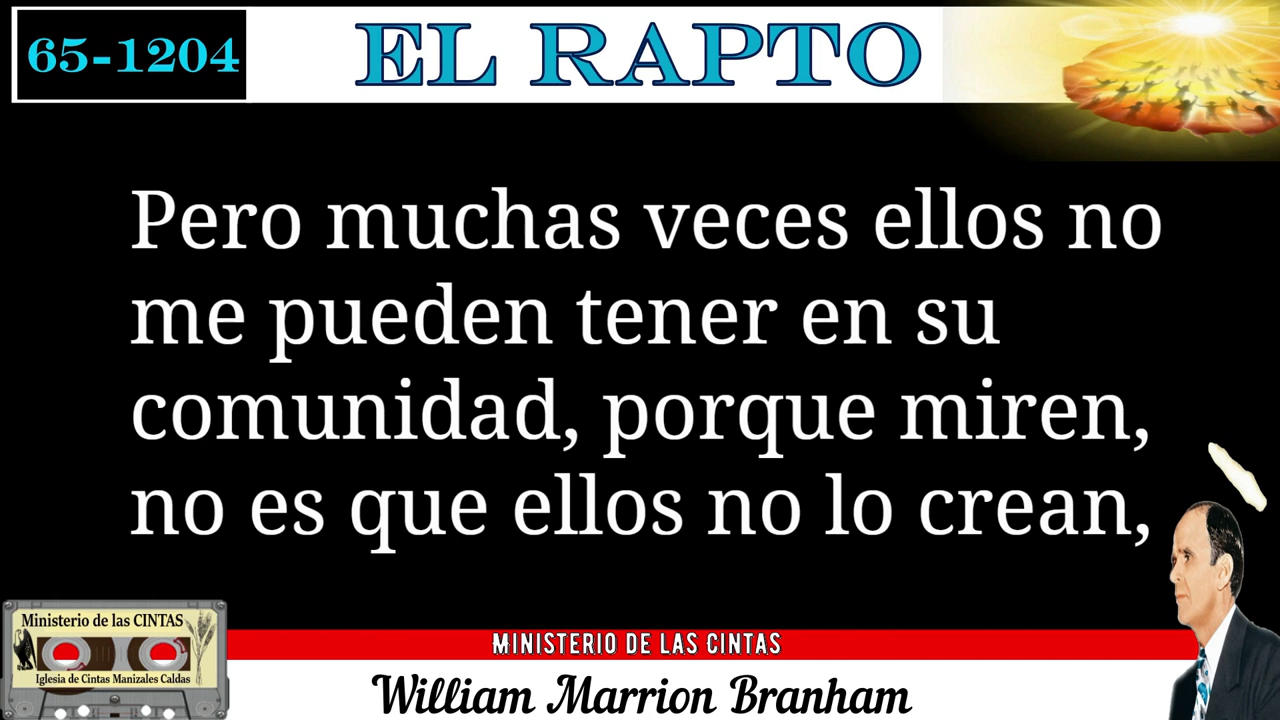 65-1204
EL RAPTO
Pero muchas veces ellos no
me pueden tener en su
comunidad, porque miren,
no es que ellos no lo crean,
Ministerio de las CINTAS
Iglesia de Cintas Manizales Caldas
MINISTERIO DE LAS CINTAS
William Marrion Branham